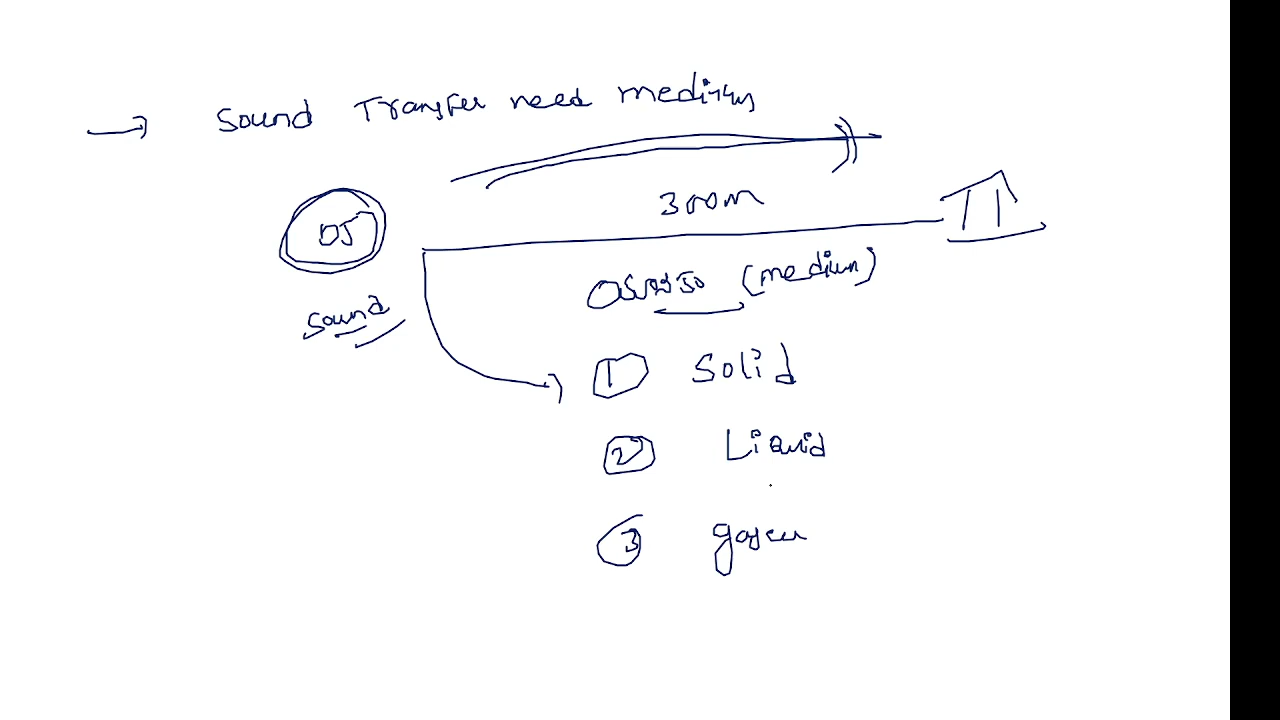 → Sound Transfer need medium
300m
DJ
(medium)
Sound
① Solid
② Liquid
③ gases